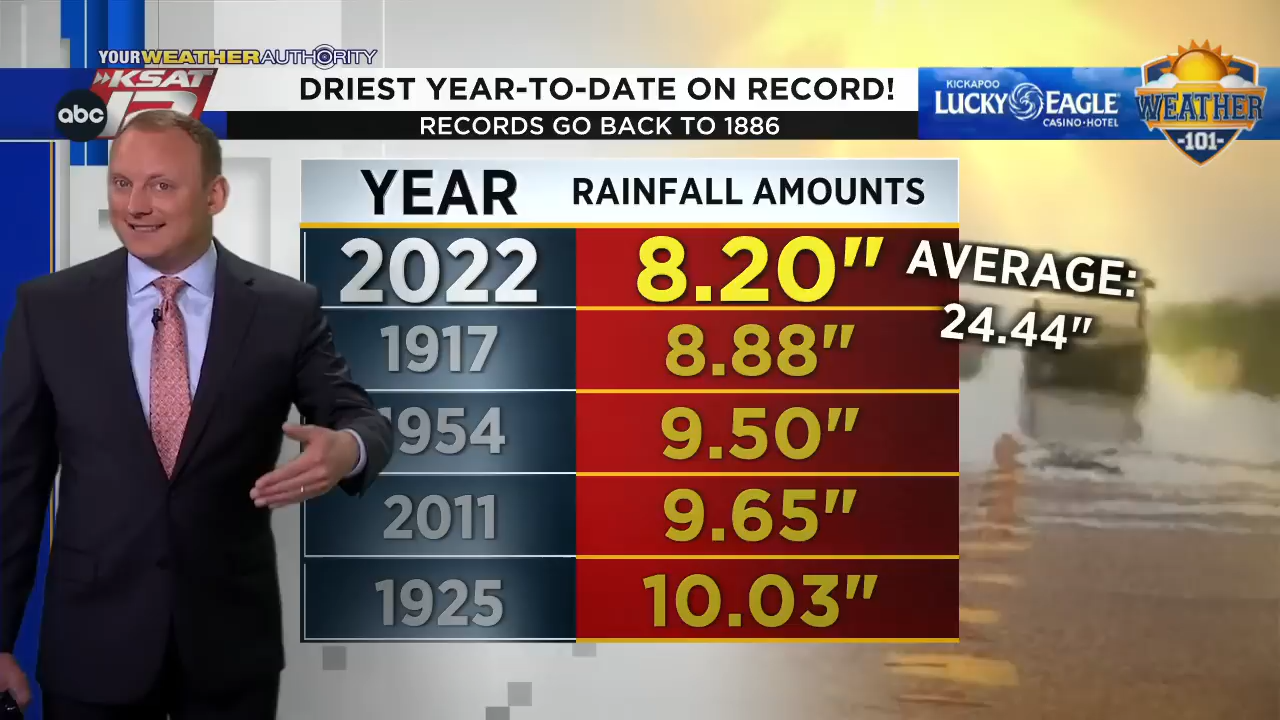 YOUR WEATHER AUTHORITY
KSAT
abc 12
DRIEST YEAR-TO-DATE ON RECORD!
RECORDS GO BACK TO 1886
KICKAPOO
LUCKY EAGLE
CASINO•HOTEL
WEATHER
-101-
YEAR RAINFALL AMOUNTS
2022 8.20"
AVERAGE:
24.44"
1917 8.88"
1954 9.50"
2011 9.65"
1925 10.03"